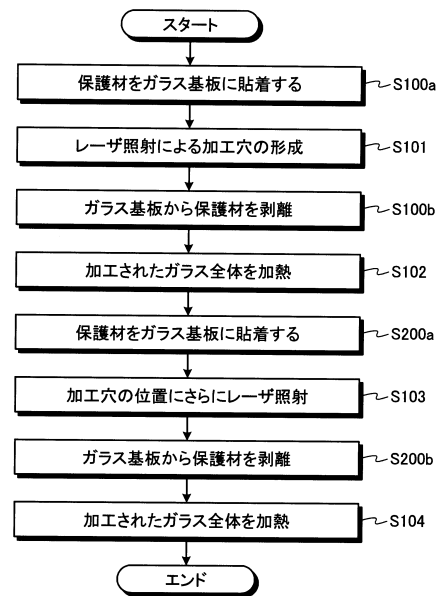 スタート
保護材をガラス基板に貼着する
S100a
レーザ照射による加工穴の形成
S101
ガラス基板から保護材を剥離
S100b
加工されたガラス全体を加熱
S102
保護材をガラス基板に貼着する
S200a
加工穴の位置にさらにレーザ照射
S103
ガラス基板から保護材を剥離
S200b
加工されたガラス全体を加熱
S104
エンド